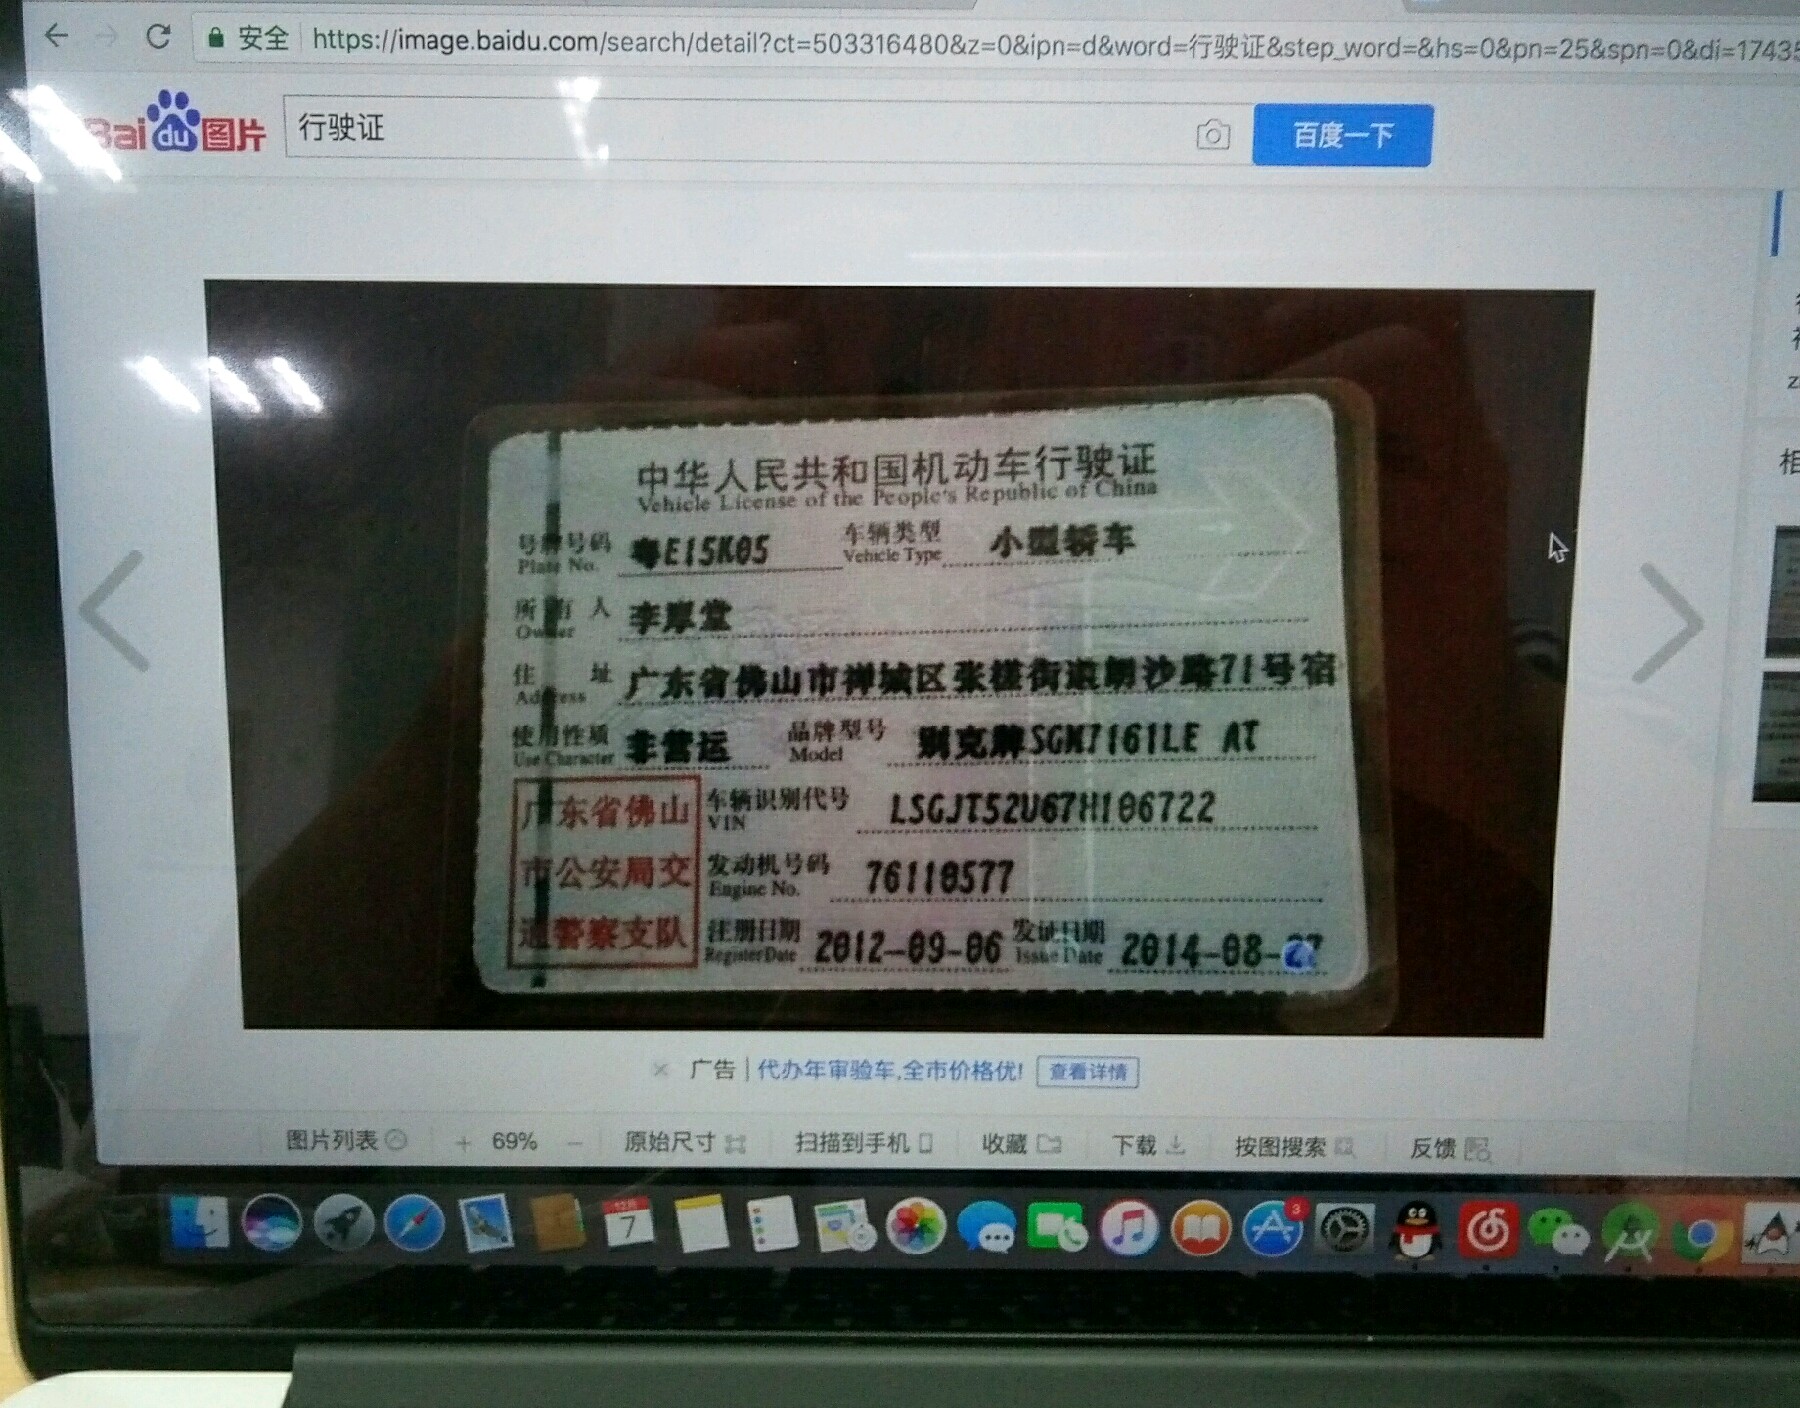 安全 https://image.baidu.com/search/detail?ct=503316480&z=0&ipn=d&word=行驶证&step_word=&hs=0&pn=25&spn=0&di=17435
Bai du 图片 行驶证 百度一下
中华人民共和国机动车行驶证
Vehicle License of the People's Republic of China
号牌号码 粤E15K05 车辆类型 小型轿车
Plate No. Vehicle Type
所有人 李厚堂
Owner
住址 广东省佛山市禅城区张槎街道朗沙路71号宿
Address
使用性质 非营运 品牌型号 别克牌SGM7161LE AT
Use Character Model
广东省佛山 车辆识别代号 LSGJT52U67H106722
VIN
市公安局交 发动机号码 76110577
Engine No.
通警察支队 注册日期 2012-09-06 发证日期 2014-08-27
Register Date Issue Date
广告 代办年审验车,全市价格优! 查看详情
图片列表 + 69% − 原始尺寸 扫描到手机 收藏 下载 按图搜索 反馈
12月
7
3